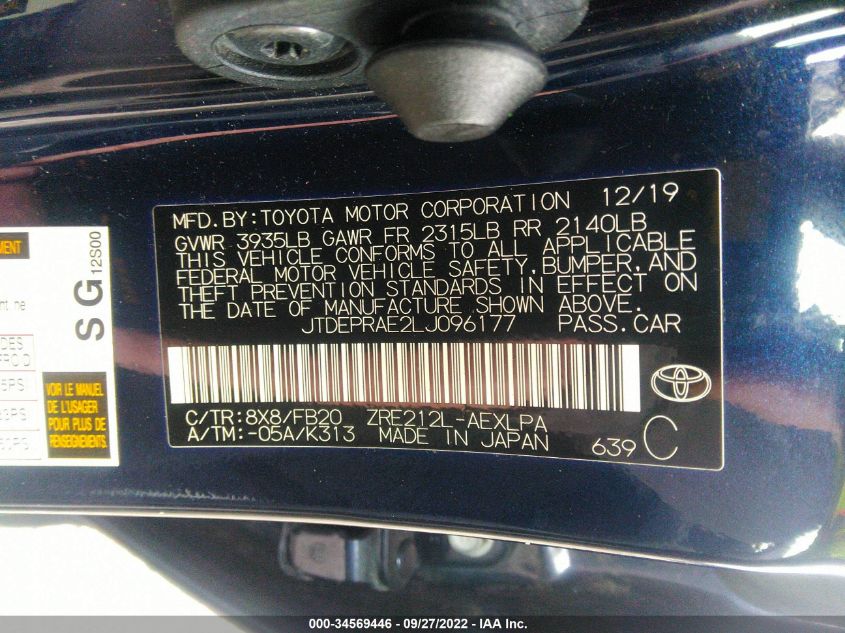 MFD.BY:TOYOTA MOTOR CORPORATION 12/19
GVWR 3935LB GAWR FR 2315LB RR 2140LB
THIS VEHICLE CONFORMS TO ALL APPLICABLE
FEDERAL MOTOR VEHICLE SAFETY,BUMPER,AND
THEFT PREVENTION STANDARDS IN EFFECT ON
THE DATE OF MANUFACTURE SHOWN ABOVE.
JTDEPRAE2LJ096177 PASS.CAR
C/TR:8X8/FB20 ZRE212L-AEXLPA
A/TM:-05A/K313 MADE IN JAPAN 639 C
SG 12S00
VOIR LE MANUEL
DE L'USAGER
POUR PLUS DE
RENSEIGNEMENTS
000-34569446 - 09/27/2022 - IAA Inc.